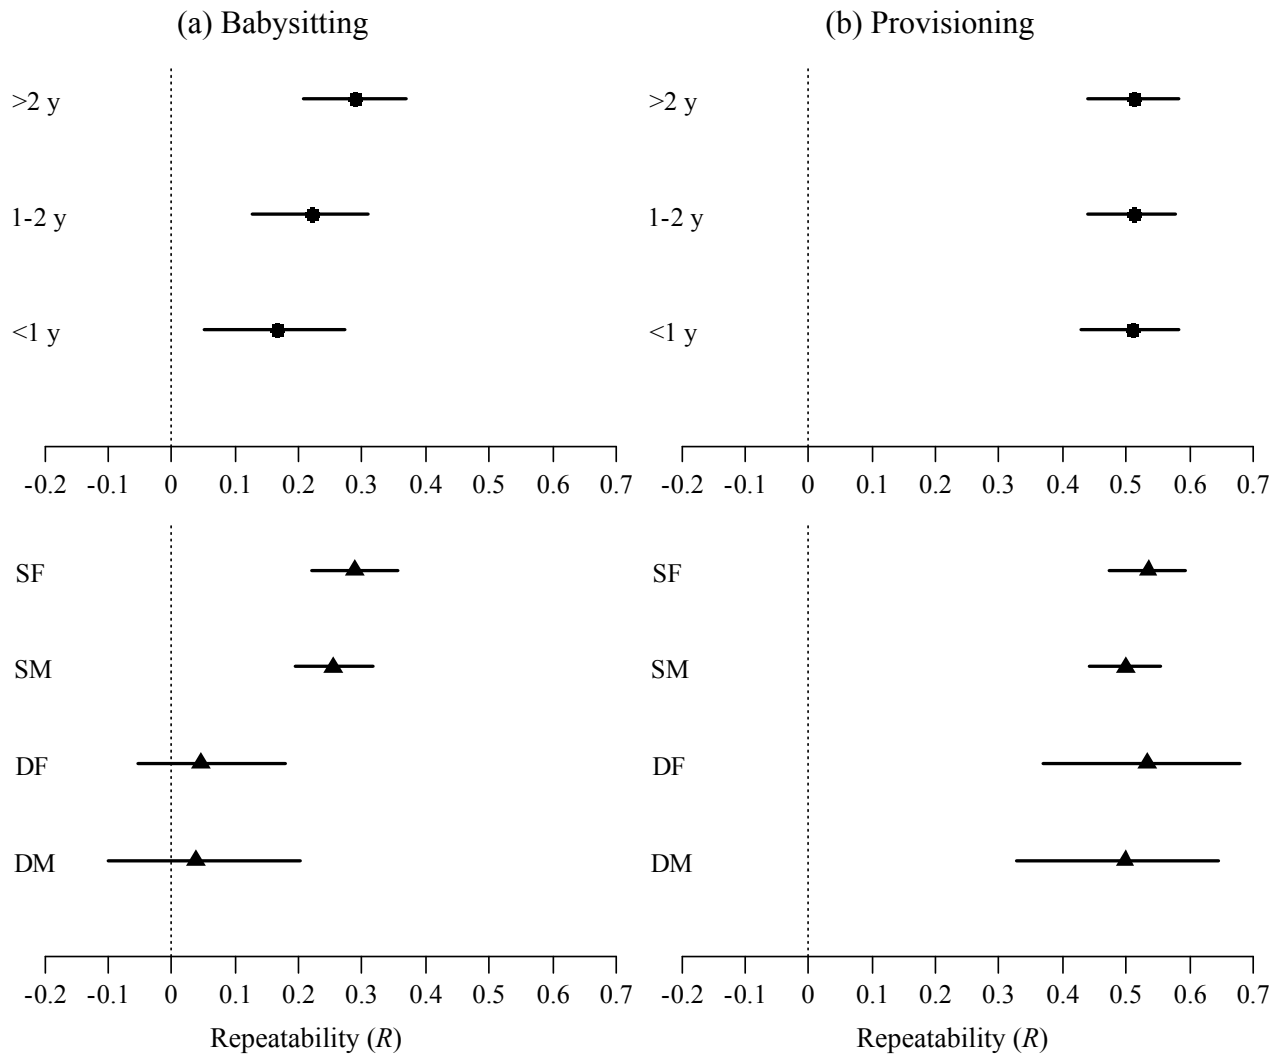 (a) Babysitting
(b) Provisioning
>2 y
>2 y
1-2 y
1-2 y
<1 y
<1 y
-0.2 -0.1 0 0.1 0.2 0.3 0.4 0.5 0.6 0.7
-0.2 -0.1 0 0.1 0.2 0.3 0.4 0.5 0.6 0.7
SF
SF
SM
SM
DF
DF
DM
DM
-0.2 -0.1 0 0.1 0.2 0.3 0.4 0.5 0.6 0.7
-0.2 -0.1 0 0.1 0.2 0.3 0.4 0.5 0.6 0.7
Repeatability (R)
Repeatability (R)